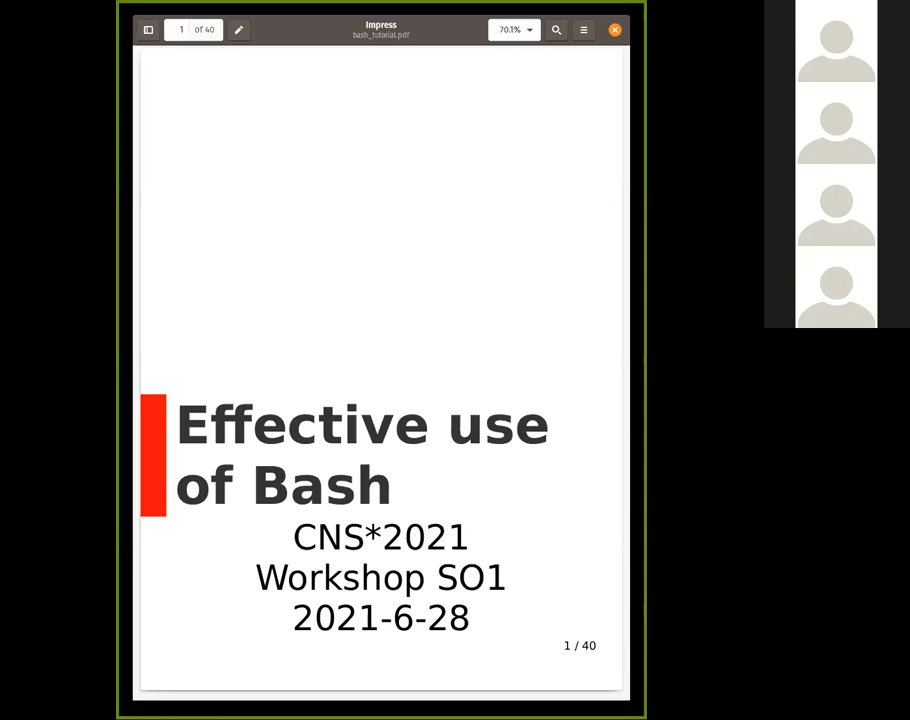 1 of 40
Impress
bash_tutorial.pdf
70.1%
Effective use
of Bash
CNS*2021
Workshop SO1
2021-6-28
1 / 40